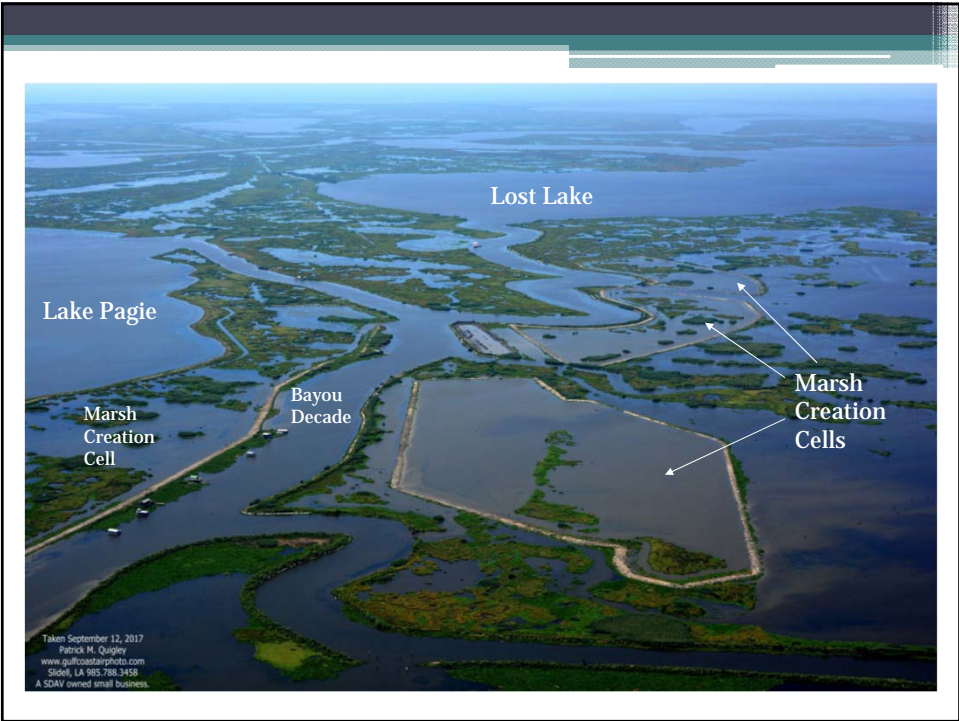 Lost Lake
Lake Pagie
Marsh
Creation
Cell
Bayou
Decade
Marsh
Creation
Cells
Taken September 12, 2017
Patrick M. Quigley
www.gulfcoastairphoto.com
Slidell, LA 985.788.3458
A SDAV owned small business.